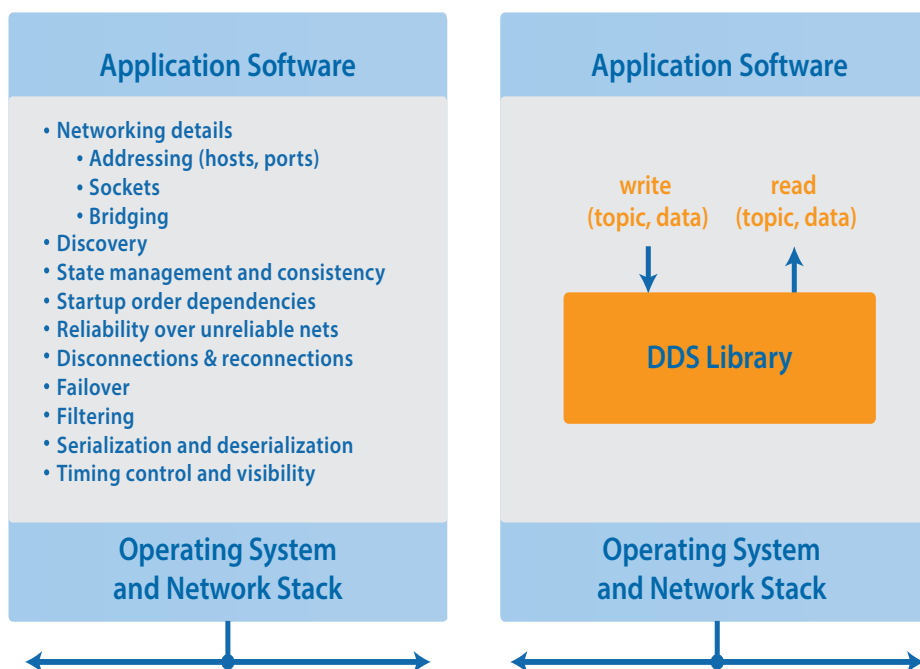 Application Software
• Networking details
• Addressing (hosts, ports)
• Sockets
• Bridging
• Discovery
• State management and consistency
• Startup order dependencies
• Reliability over unreliable nets
• Disconnections & reconnections
• Failover
• Filtering
• Serialization and deserialization
• Timing control and visibility
Operating System
and Network Stack
Application Software
write
(topic, data)
read
(topic, data)
DDS Library
Operating System
and Network Stack